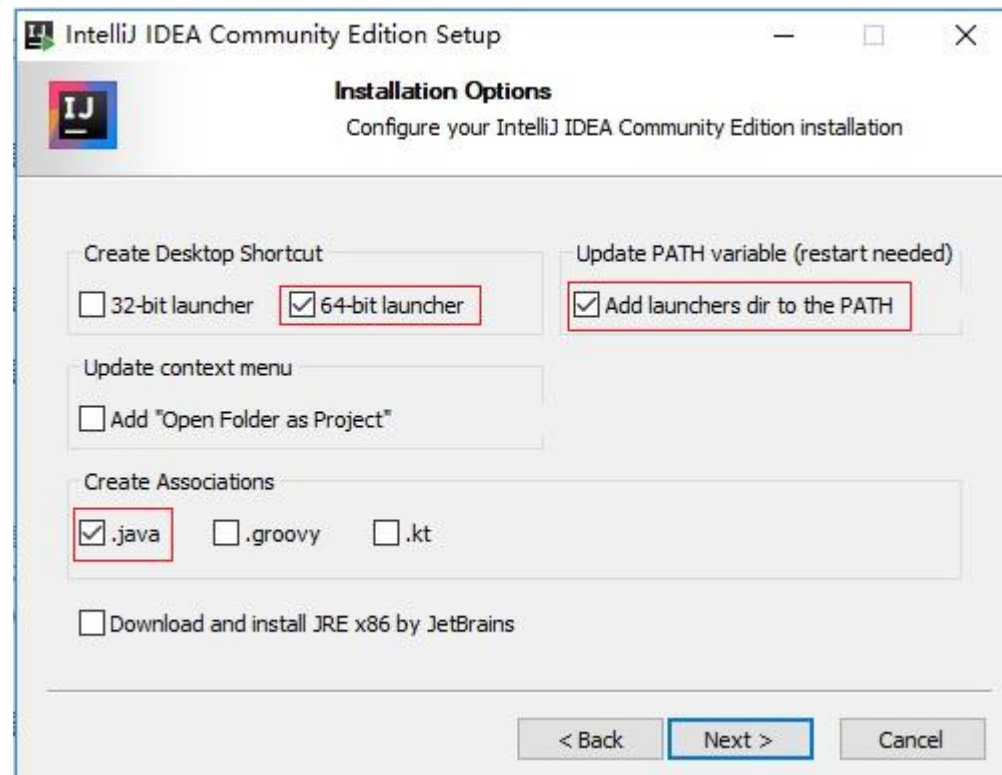 IntelliJ IDEA Community Edition Setup
IJ
Installation Options
Configure your IntelliJ IDEA Community Edition installation
Create Desktop Shortcut
32-bit launcher
64-bit launcher
Update PATH variable (restart needed)
Add launchers dir to the PATH
Update context menu
Add "Open Folder as Project"
Create Associations
.java
.groovy
.kt
Download and install JRE x86 by JetBrains
< Back
Next >
Cancel